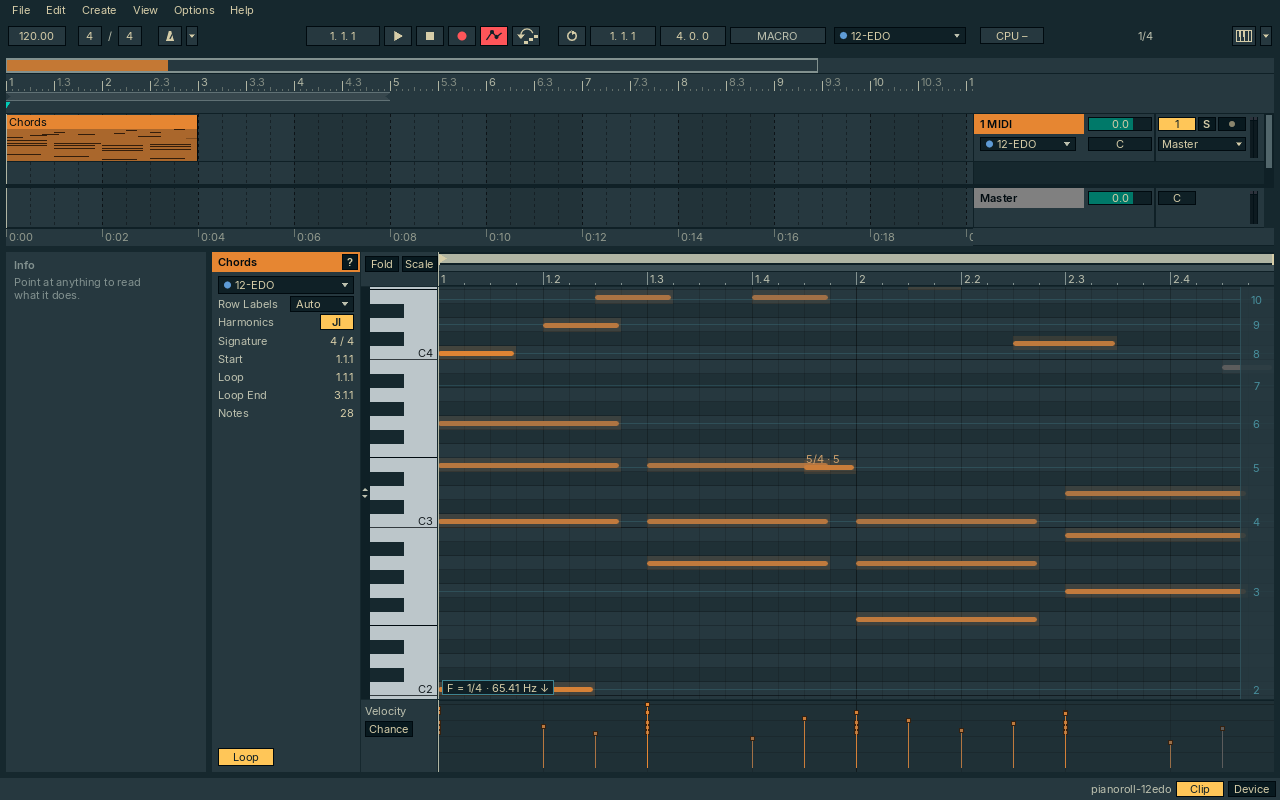 File Edit Create View Options Help
120.00 4 / 4 1. 1. 1 1. 1. 1 4. 0. 0 MACRO 12-EDO CPU – 1/4
1 1.3 2 2.3 3 3.3 4 4.3 5 5.3 6 6.3 7 7.3 8 8.3 9 9.3 10 10.3 1
Chords
1 MIDI 0.0 1 S
12-EDO C Master
Master 0.0 C
0:00 0:02 0:04 0:06 0:08 0:10 0:12 0:14 0:16 0:18
Info
Point at anything to read
what it does.
Chords ?
12-EDO
Row Labels Auto
Harmonics JI
Signature 4 / 4
Start 1.1.1
Loop 1.1.1
Loop End 3.1.1
Notes 28
Loop
Fold Scale
1 1.2 1.3 1.4 2 2.2 2.3 2.4
10
9
C4 8
7
6
5/4 · 5 5
C3 4
3
C2 F = 1/4 · 65.41 Hz ↓ 2
Velocity
Chance
pianoroll-12edo Clip Device